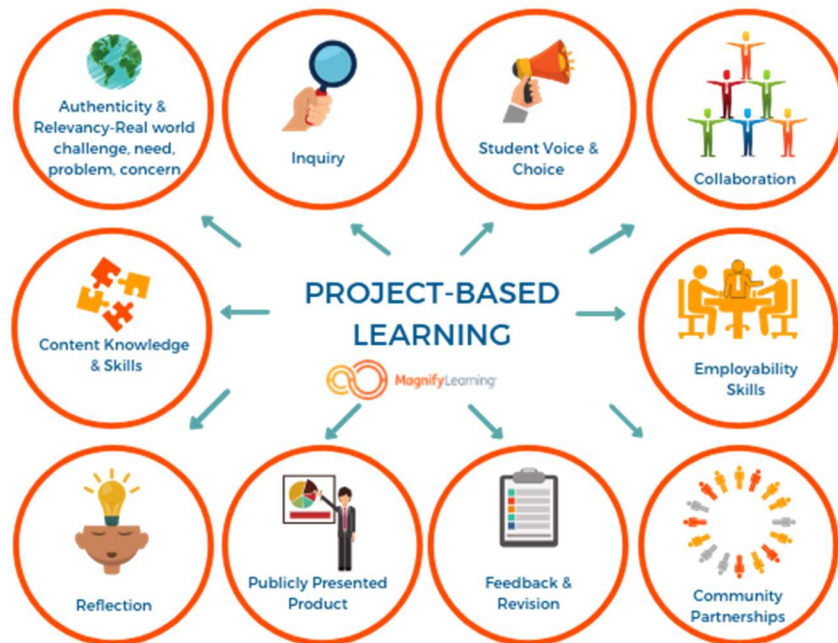 Authenticity &
Relevancy-Real world
challenge, need,
problem, concern
Inquiry
Student Voice &
Choice
Collaboration
Content Knowledge
& Skills
PROJECT-BASED
LEARNING
MagnifyLearning
Employability
Skills
Reflection
Publicly Presented
Product
Feedback &
Revision
Community
Partnerships